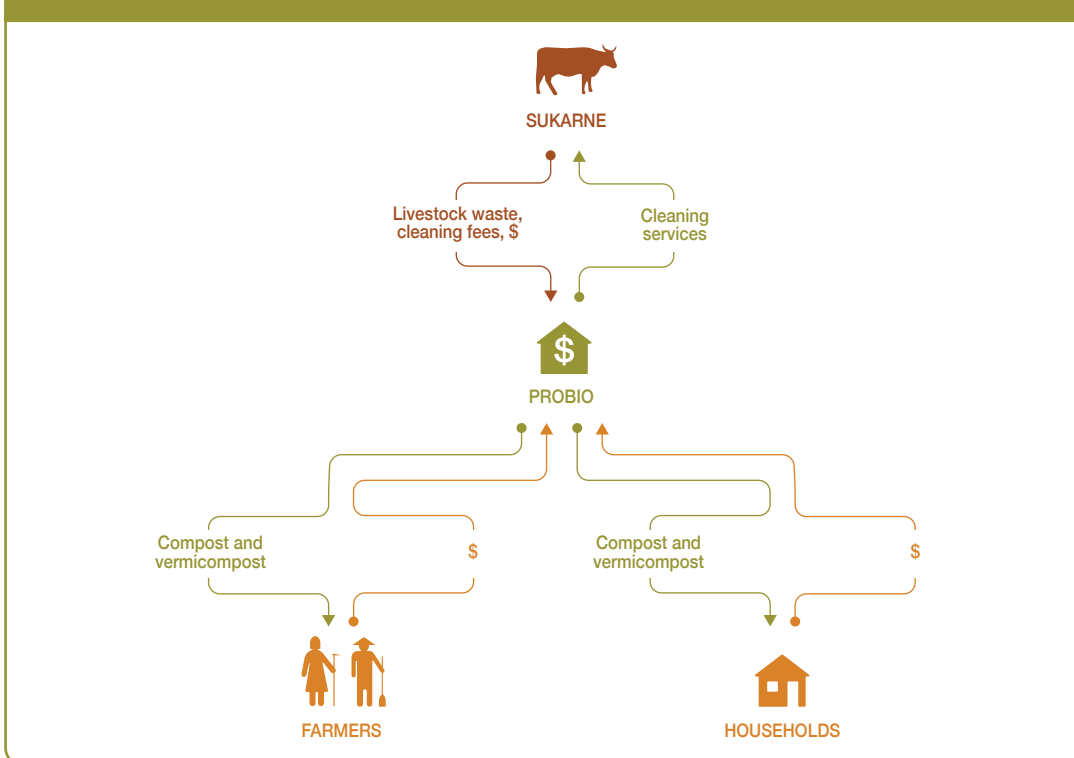 SUKARNE
Livestock waste,
cleaning fees, $
Cleaning
services
$
PROBIO
Compost and
vermicompost
$
Compost and
vermicompost
$
FARMERS
HOUSEHOLDS